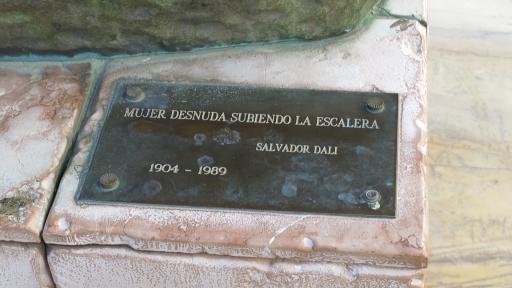 MUJER DESNUDA SUBIENDO LA ESCALERA
SALVADOR DALI
1904 - 1989